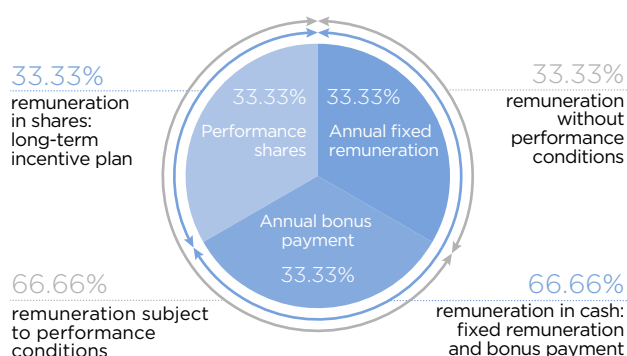 33.33%
remuneration
in shares:
long-term
incentive plan
33.33%
Performance
shares
33.33%
Annual fixed
remuneration
33.33%
remuneration
without
performance
conditions
Annual bonus
payment
33.33%
66.66%
remuneration subject
to performance
conditions
66.66%
remuneration in cash:
fixed remuneration
and bonus payment